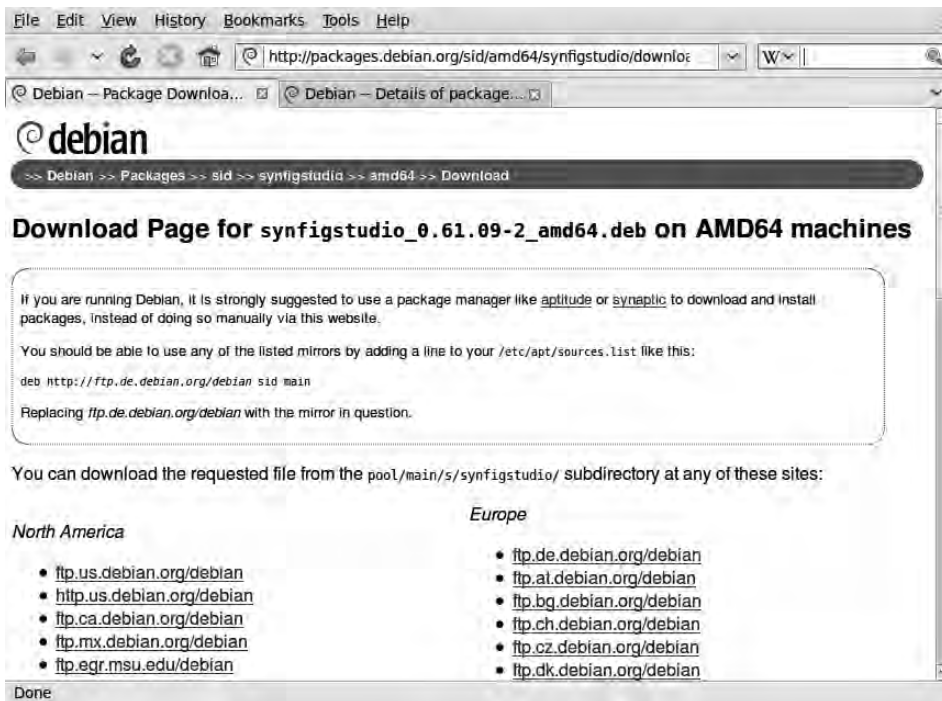 File Edit View History Bookmarks Tools Help
http://packages.debian.org/sid/amd64/synfigstudio/downloa
W
Debian — Package Downloa...
Debian — Details of package...
debian
>> Debian >> Packages >> sid >> synfigstudio >> amd64 >> Download
Download Page for synfigstudio_0.61.09-2_amd64.deb on AMD64 machines
If you are running Debian, it is strongly suggested to use a package manager like aptitude or synaptic to download and install
packages, instead of doing so manually via this website.
You should be able to use any of the listed mirrors by adding a line to your /etc/apt/sources.list like this:
deb http://ftp.de.debian.org/debian sid main
Replacing ftp.de.debian.org/debian with the mirror in question.
You can download the requested file from the pool/main/s/synfigstudio/ subdirectory at any of these sites:
North America
ftp.us.debian.org/debian
http.us.debian.org/debian
ftp.ca.debian.org/debian
ftp.mx.debian.org/debian
ftp.egr.msu.edu/debian
Europe
ftp.de.debian.org/debian
ftp.at.debian.org/debian
ftp.bg.debian.org/debian
ftp.ch.debian.org/debian
ftp.cz.debian.org/debian
ftp.dk.debian.org/debian
Done